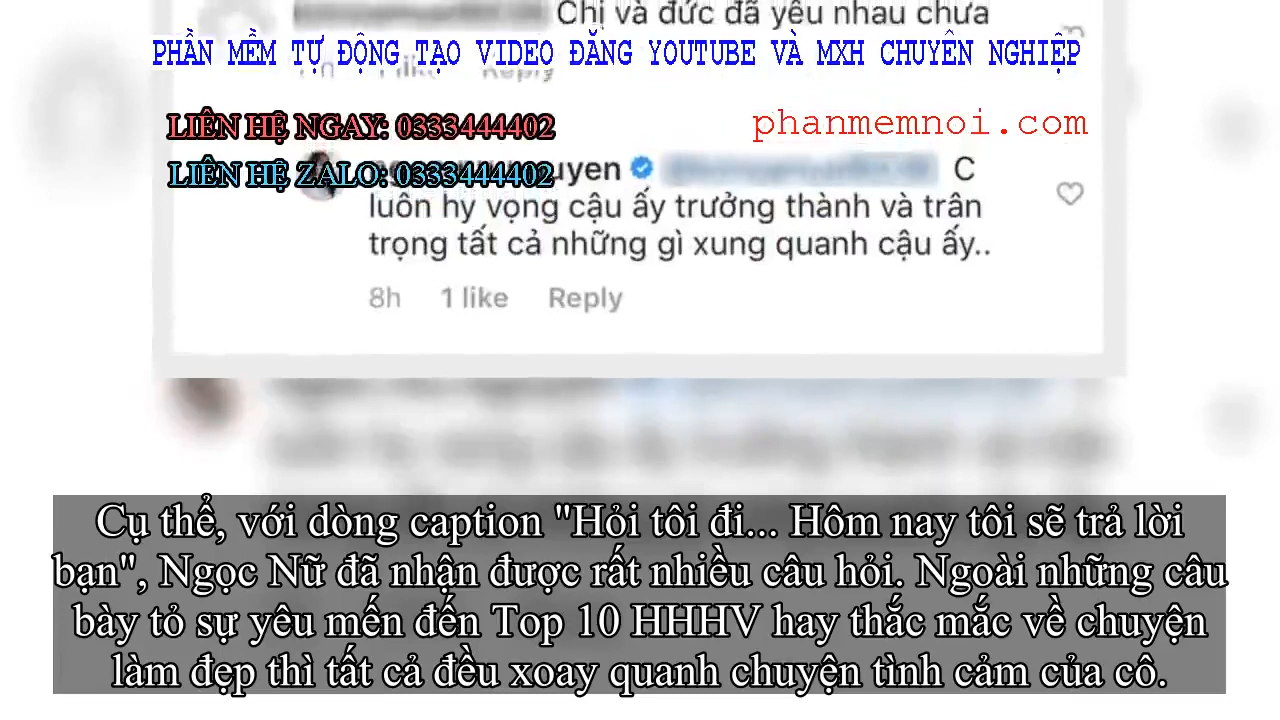 Chị và đức đã yêu nhau chưa
PHẦN MỀM TỰ ĐỘNG TẠO VIDEO ĐĂNG YOUTUBE VÀ MXH CHUYÊN NGHIỆP
Reply
LIÊN HỆ NGAY: 0333444402
phanmemnoi.com
LIÊN HỆ ZALO: 0333444402
uyen C
luôn hy vọng cậu ấy trưởng thành và trân
trọng tất cả những gì xung quanh cậu ấy..
8h 1 like Reply
Cụ thể, với dòng caption "Hỏi tôi đi... Hôm nay tôi sẽ trả lời
bạn", Ngọc Nữ đã nhận được rất nhiều câu hỏi. Ngoài những câu
bày tỏ sự yêu mến đến Top 10 HHHV hay thắc mắc về chuyện
làm đẹp thì tất cả đều xoay quanh chuyện tình cảm của cô.